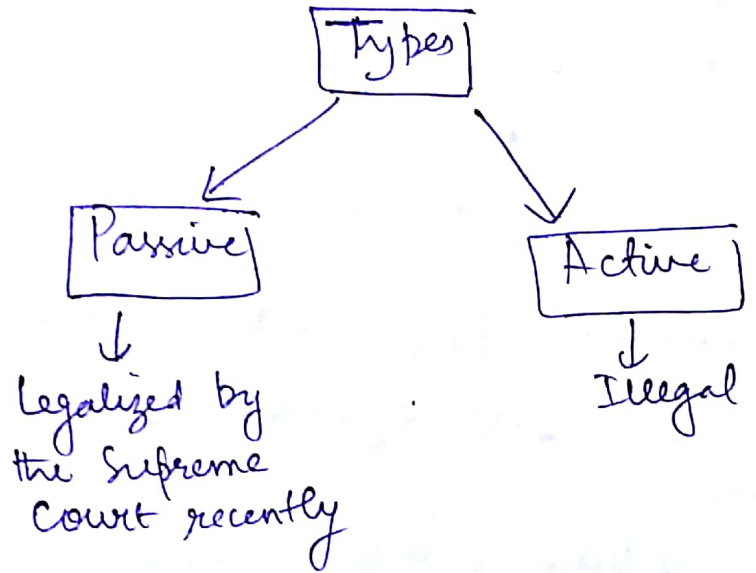 Types
Passive
Active
Legalized by
the Supreme
Court recently
Illegal